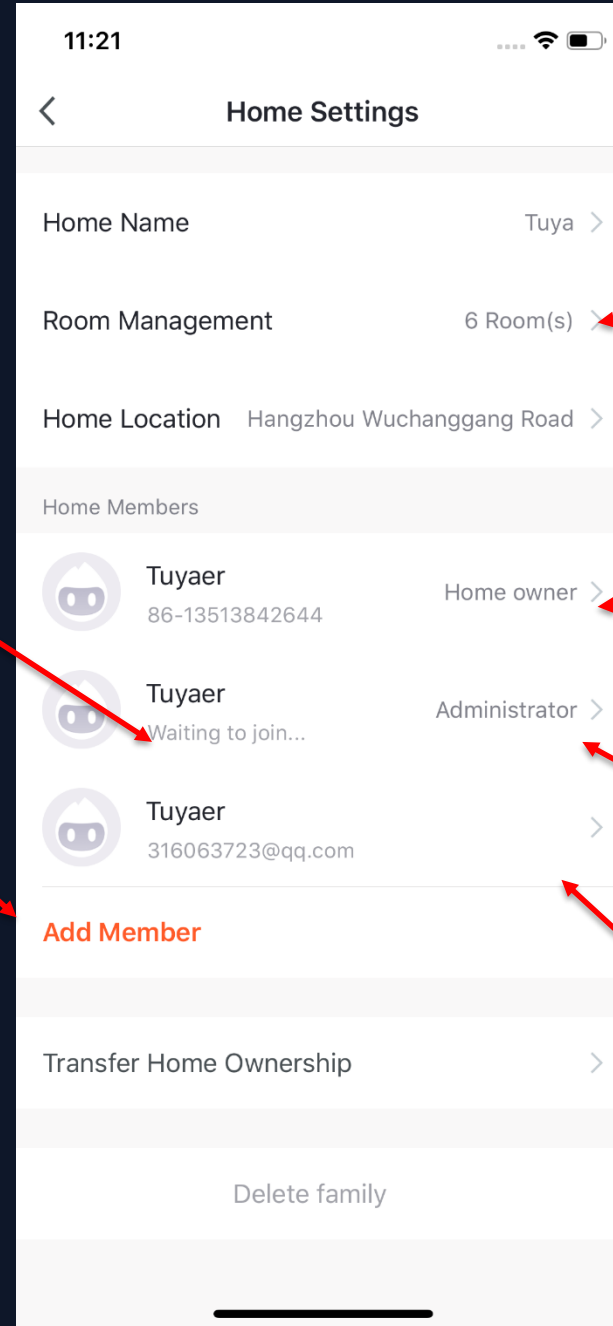 11:21
Home Settings
Home Name Tuya
Room Management 6 Room(s)
Home Location Hangzhou Wuchanggang Road
Home Members
Tuyaer Home owner
86-13513842644
Tuyaer Administrator
Waiting to join...
Tuyaer
316063723@qq.com
Add Member
Transfer Home Ownership
Delete family